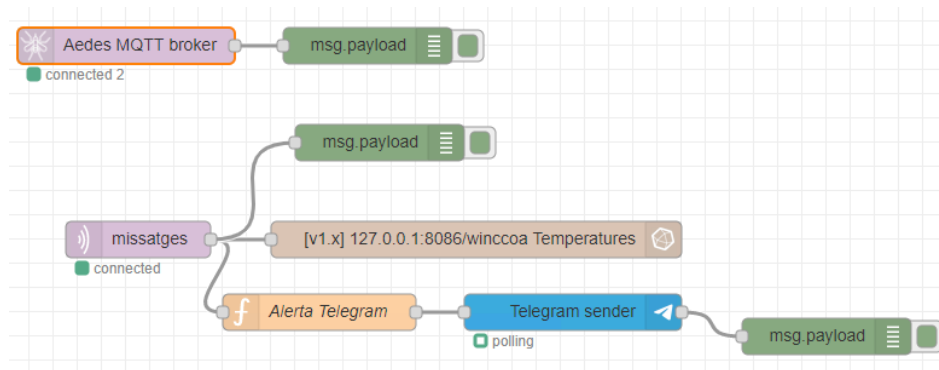 Aedes MQTT broker
msg.payload
connected 2
msg.payload
missatges
[v1.x] 127.0.0.1:8086/winccoa Temperatures
connected
Alerta Telegram
Telegram sender
polling
msg.payload